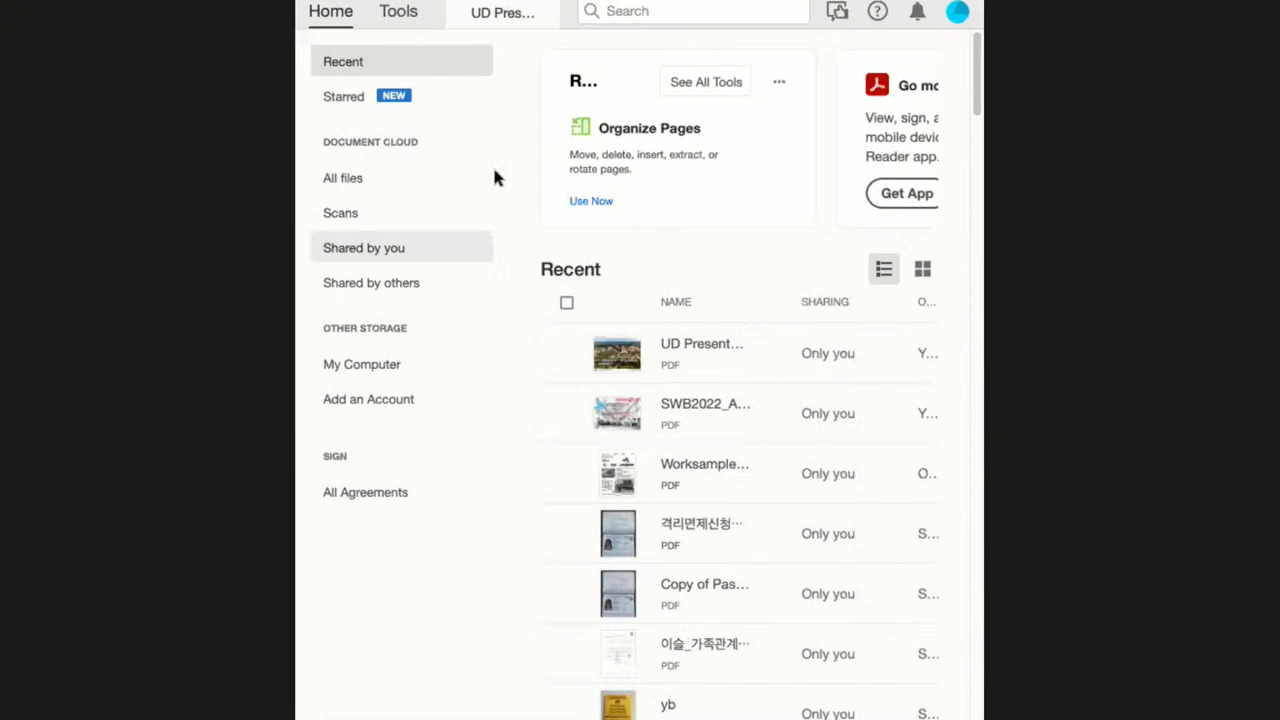 Home
Tools
UD Pres...
Search
Recent
Starred
NEW
DOCUMENT CLOUD
All files
Scans
Shared by you
Shared by others
OTHER STORAGE
My Computer
Add an Account
SIGN
All Agreements
R...
See All Tools
Organize Pages
Move, delete, insert, extract, or
rotate pages.
Use Now
Go mo
View, sign, a
mobile devic
Reader app.
Get App
Recent
NAME
SHARING
O...
UD Present...
PDF
Only you
Y...
SWB2022_A...
PDF
Only you
Y...
Worksample...
PDF
Only you
O...
격리면제신청...
PDF
Only you
S...
Copy of Pas...
PDF
Only you
S...
이슬_가족관계...
PDF
Only you
S...
yb
Only you
S...